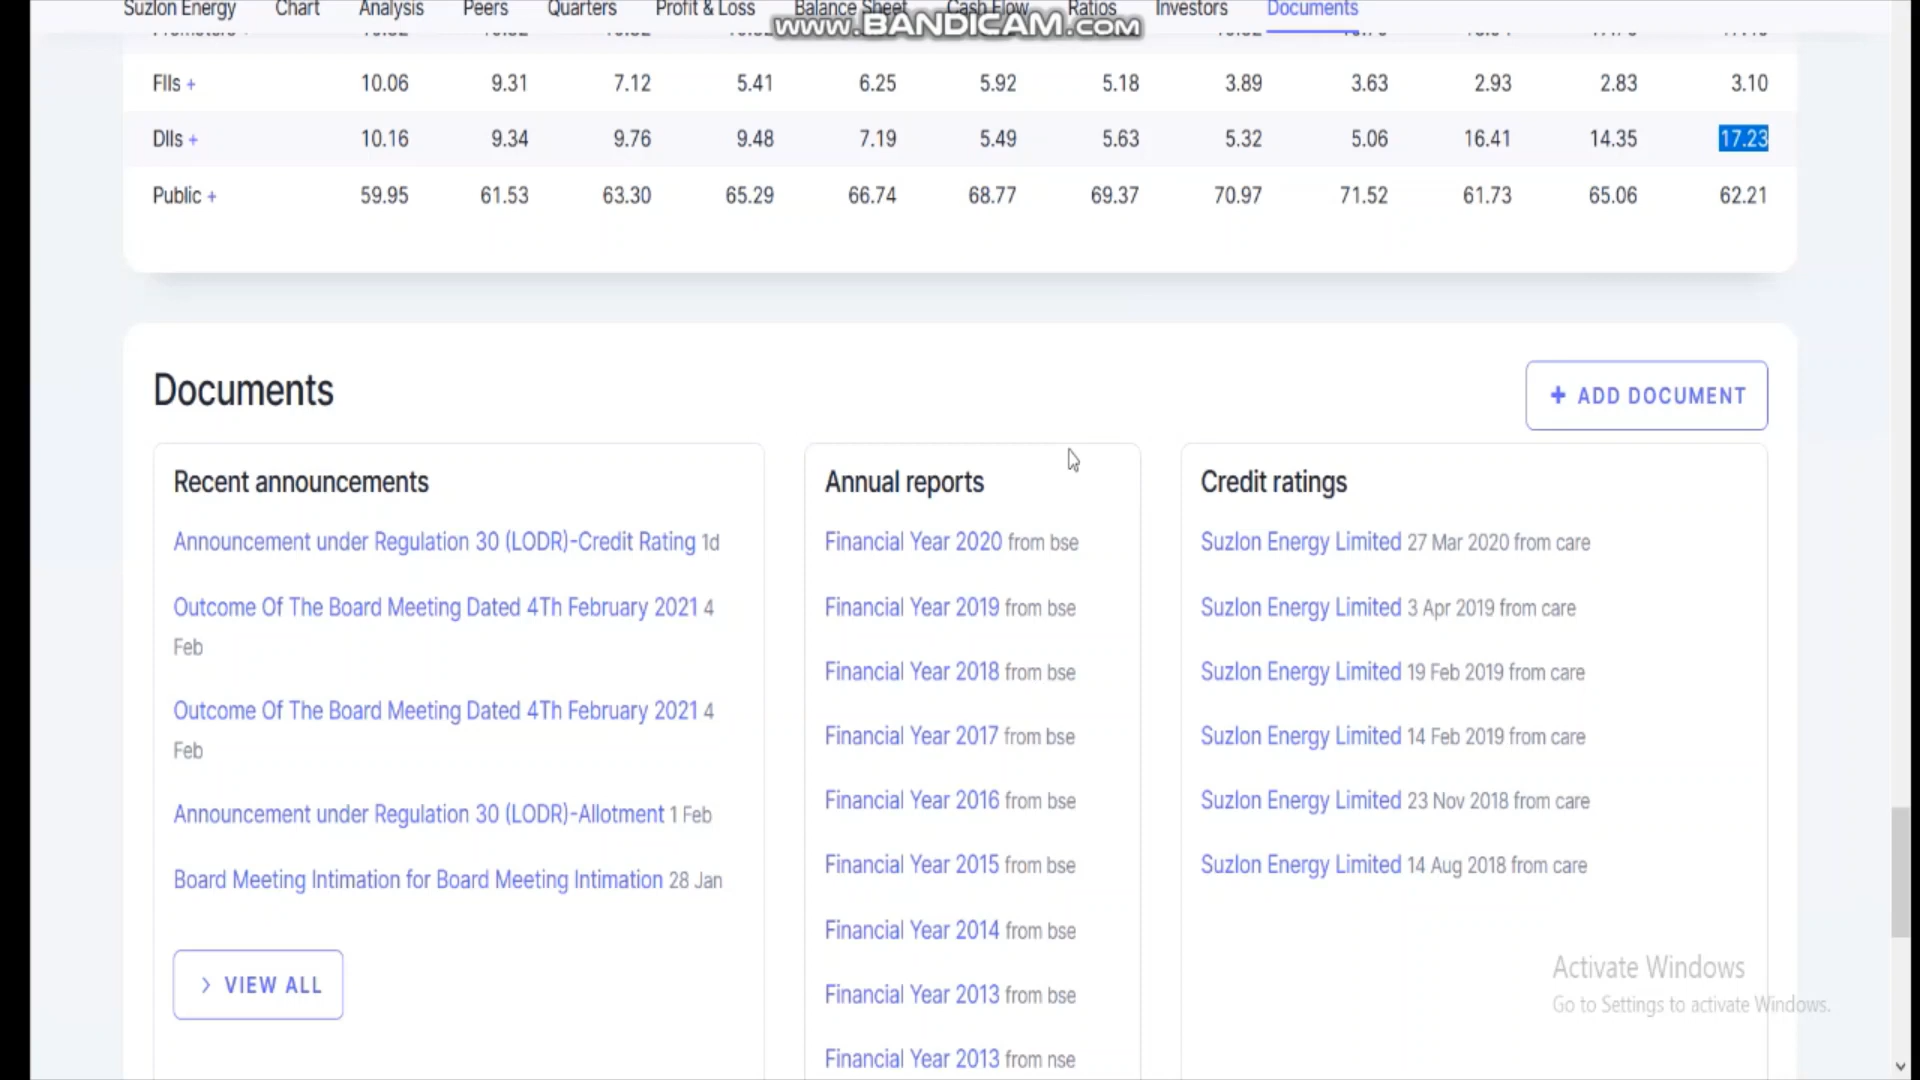 Suzlon Energy Chart Analysis Peers Quarters Profit & Loss Balance Sheet Cash Flow Ratios Investors Documents
www.BANDICAM.com
FIIs + 10.06 9.31 7.12 5.41 6.25 5.92 5.18 3.89 3.63 2.93 2.83 3.10
DIIs + 10.16 9.34 9.76 9.48 7.19 5.49 5.63 5.32 5.06 16.41 14.35 17.23
Public + 59.95 61.53 63.30 65.29 66.74 68.77 69.37 70.97 71.52 61.73 65.06 62.21
Documents
+ ADD DOCUMENT
Recent announcements
Announcement under Regulation 30 (LODR)-Credit Rating 1d
Outcome Of The Board Meeting Dated 4Th February 2021 4
Feb
Outcome Of The Board Meeting Dated 4Th February 2021 4
Feb
Announcement under Regulation 30 (LODR)-Allotment 1 Feb
Board Meeting Intimation for Board Meeting Intimation 28 Jan
> VIEW ALL
Annual reports
Financial Year 2020 from bse
Financial Year 2019 from bse
Financial Year 2018 from bse
Financial Year 2017 from bse
Financial Year 2016 from bse
Financial Year 2015 from bse
Financial Year 2014 from bse
Financial Year 2013 from bse
Financial Year 2013 from nse
Credit ratings
Suzlon Energy Limited 27 Mar 2020 from care
Suzlon Energy Limited 3 Apr 2019 from care
Suzlon Energy Limited 19 Feb 2019 from care
Suzlon Energy Limited 14 Feb 2019 from care
Suzlon Energy Limited 23 Nov 2018 from care
Suzlon Energy Limited 14 Aug 2018 from care
Activate Windows
Go to Settings to activate Windows.